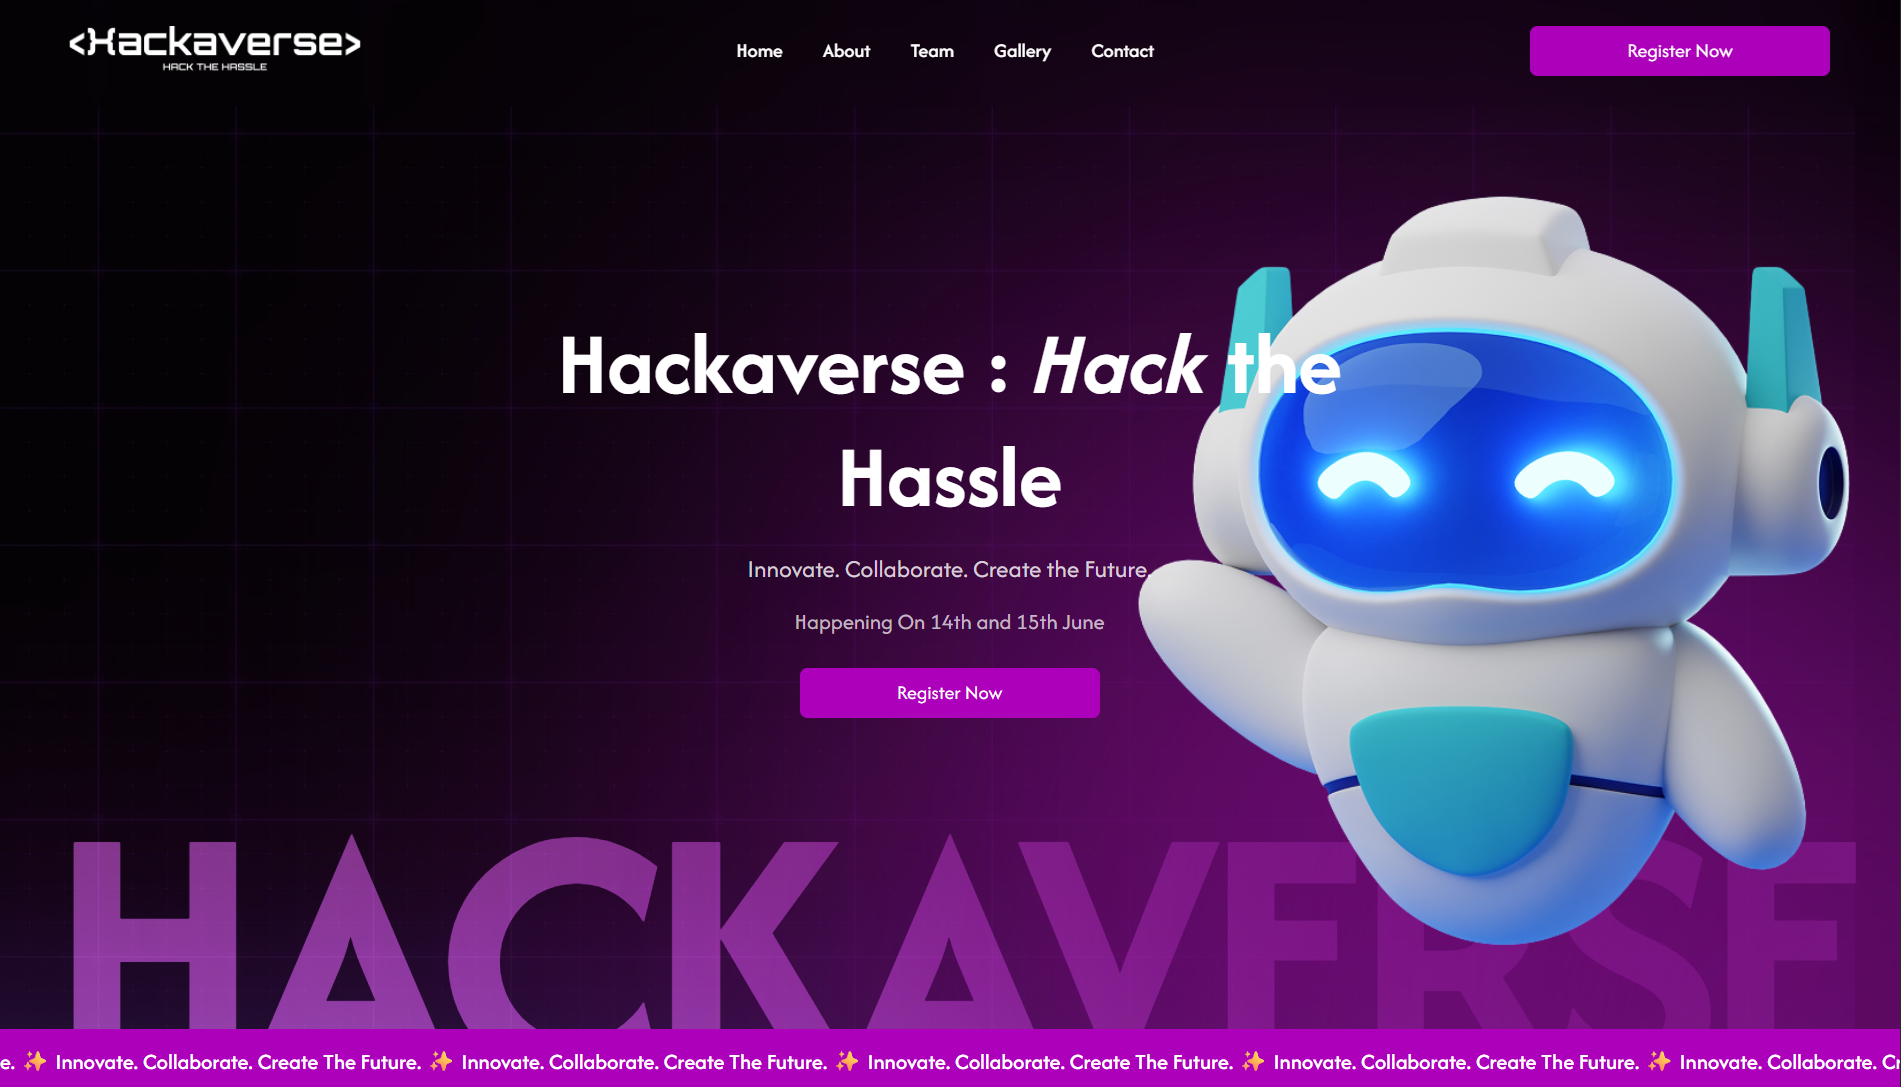 <Hackaverse>
HACK THE HASSLE
Home About Team Gallery Contact
Register Now
Hackaverse : Hack the
Hassle
Innovate. Collaborate. Create the Future.
Happening On 14th and 15th June
Register Now
HACKAVERSE
e. ✨ Innovate. Collaborate. Create The Future. ✨ Innovate. Collaborate. Create The Future. ✨ Innovate. Collaborate. Create The Future. ✨ Innovate. Collaborate. Create The Future. ✨ Innovate. Collaborate. Cr